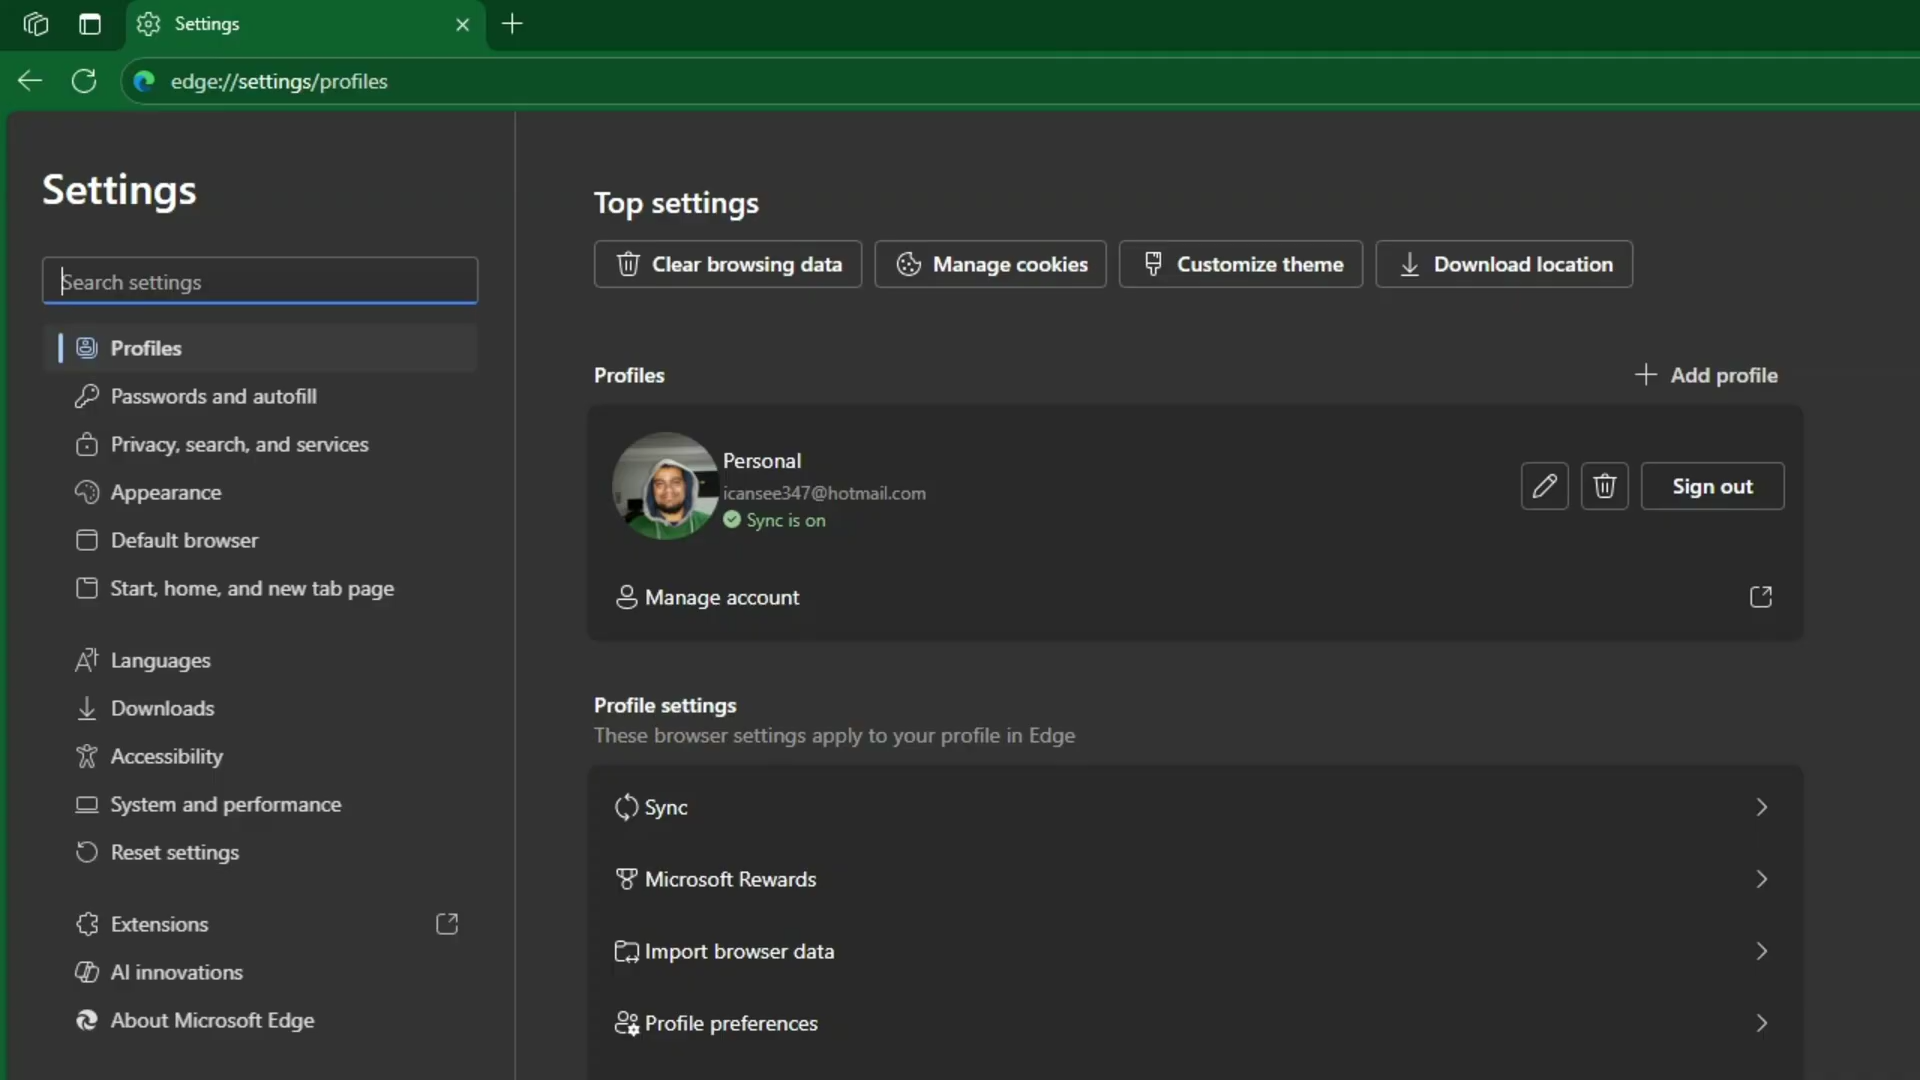 Settings
edge://settings/profiles
Settings
Search settings
Profiles
Passwords and autofill
Privacy, search, and services
Appearance
Default browser
Start, home, and new tab page
Languages
Downloads
Accessibility
System and performance
Reset settings
Extensions
AI innovations
About Microsoft Edge
Top settings
Clear browsing data
Manage cookies
Customize theme
Download location
Profiles
Add profile
Personal
icansee347@hotmail.com
Sync is on
Sign out
Manage account
Profile settings
These browser settings apply to your profile in Edge
Sync
Microsoft Rewards
Import browser data
Profile preferences